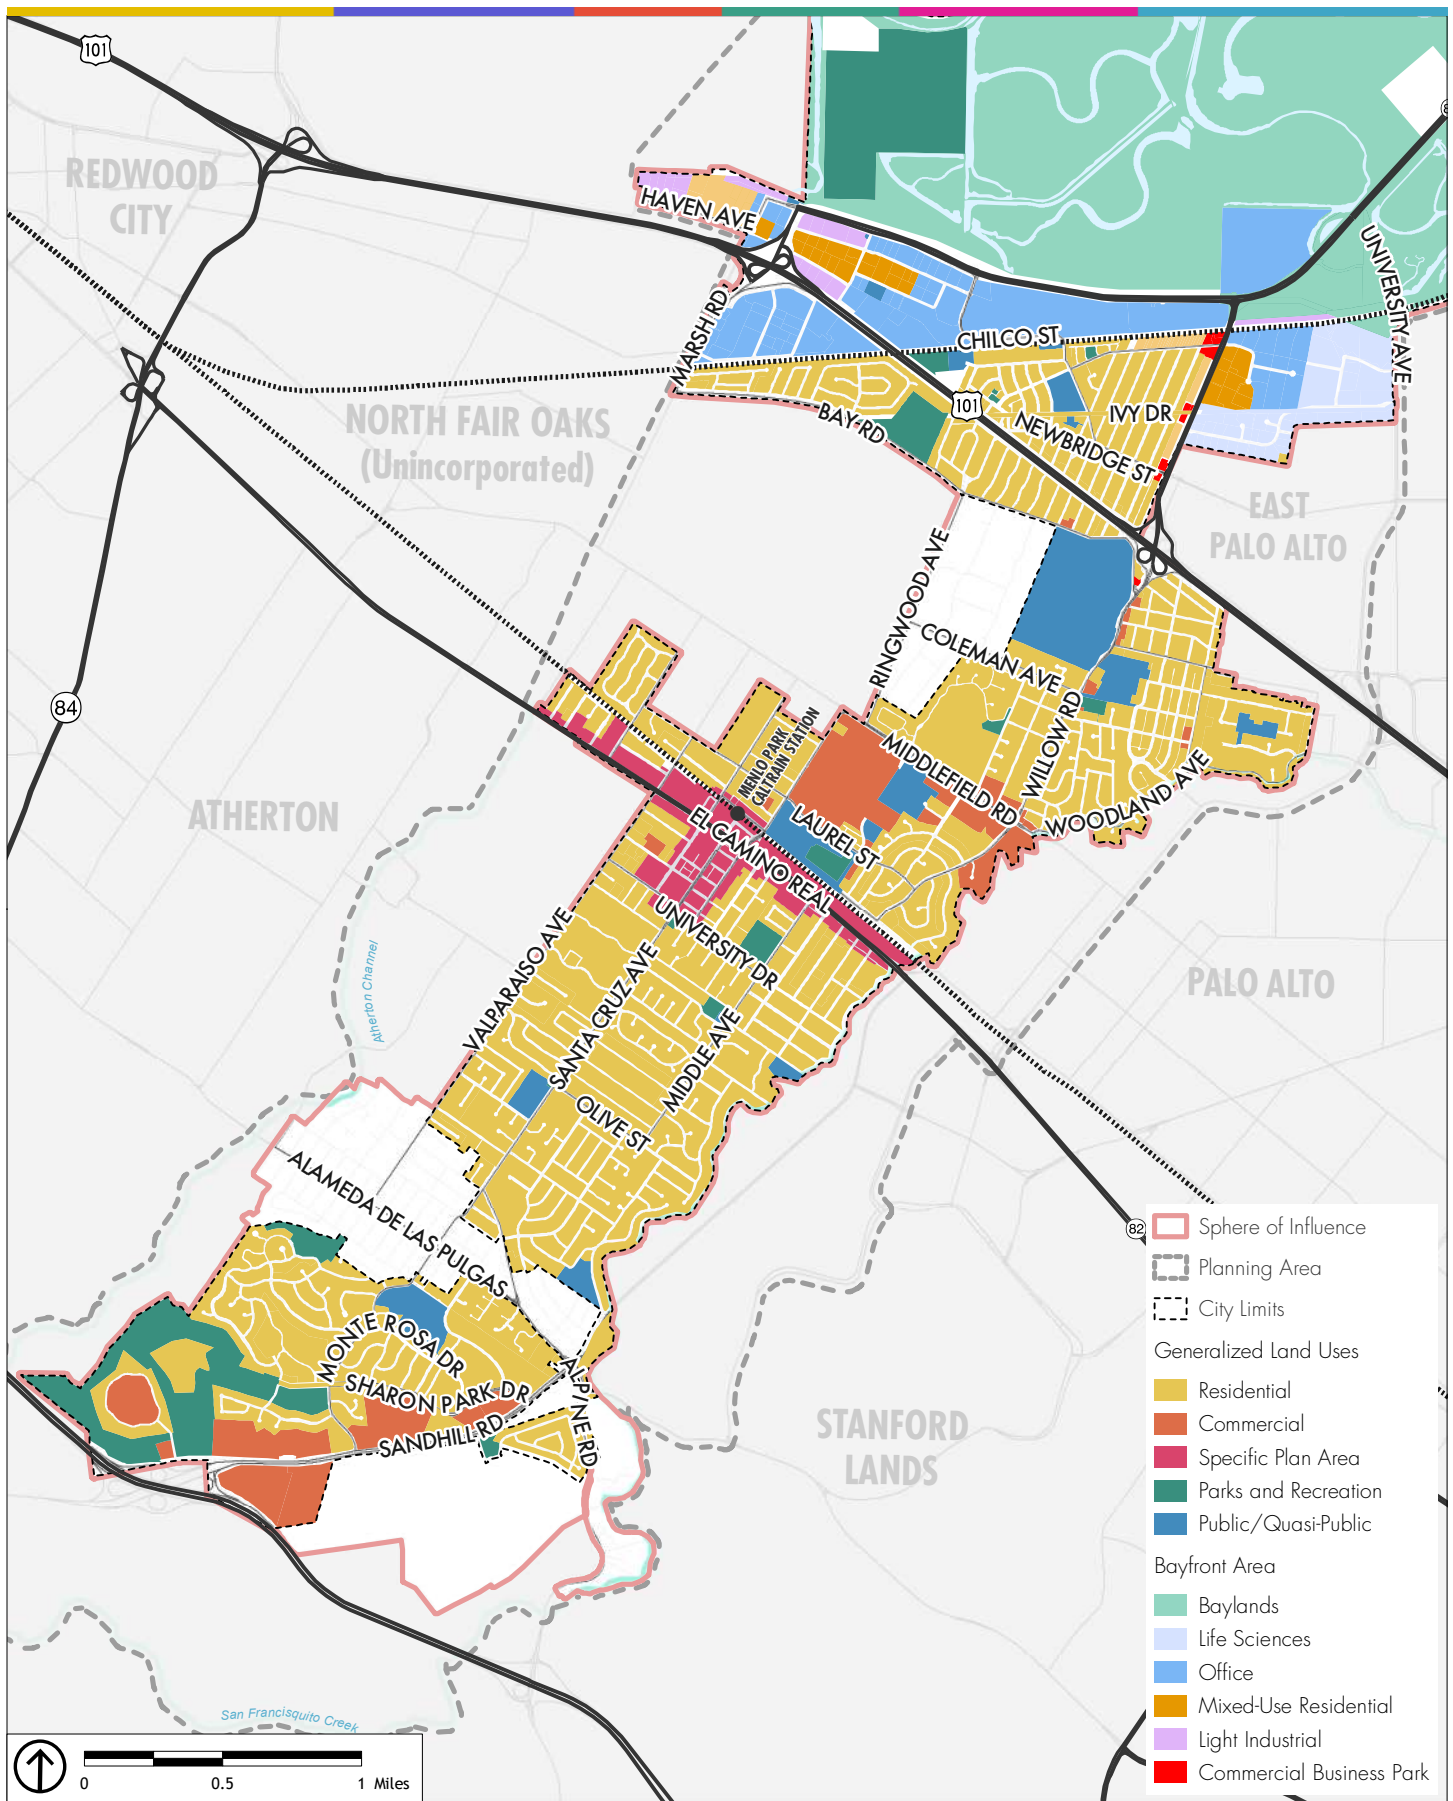 101
8
REDWOOD
CITY
HAVEN AVE
UNIVERSITY AVE
MARSH RD
CHILCO ST
101
IVY DR
BAY RD
NEWBRIDGE ST
NORTH FAIR OAKS
(Unincorporated)
EAST
PALO ALTO
RINGWOOD AVE
COLEMAN AVE
84
WILLOW RD
MENLO PARK
CALTRAIN STATION
MIDDLEFIELD RD
WOODLAND AVE
ATHERTON
LAUREL ST
EL CAMINO REAL
UNIVERSITY DR
VALPARAISO AVE
SANTA CRUZ AVE
Atherton Channel
PALO ALTO
MIDDLE AVE
OLIVE ST
ALAMEDA DE LAS PULGAS
82
MONTE ROSA DR
SHARON PARK DR
ALPINE RD
SANDHILL RD
STANFORD
LANDS
San Francisquito Creek
Sphere of Influence
Planning Area
City Limits
Generalized Land Uses
Residential
Commercial
Specific Plan Area
Parks and Recreation
Public/Quasi-Public
Bayfront Area
Baylands
Life Sciences
Office
Mixed-Use Residential
Light Industrial
Commercial Business Park
0 0.5 1 Miles